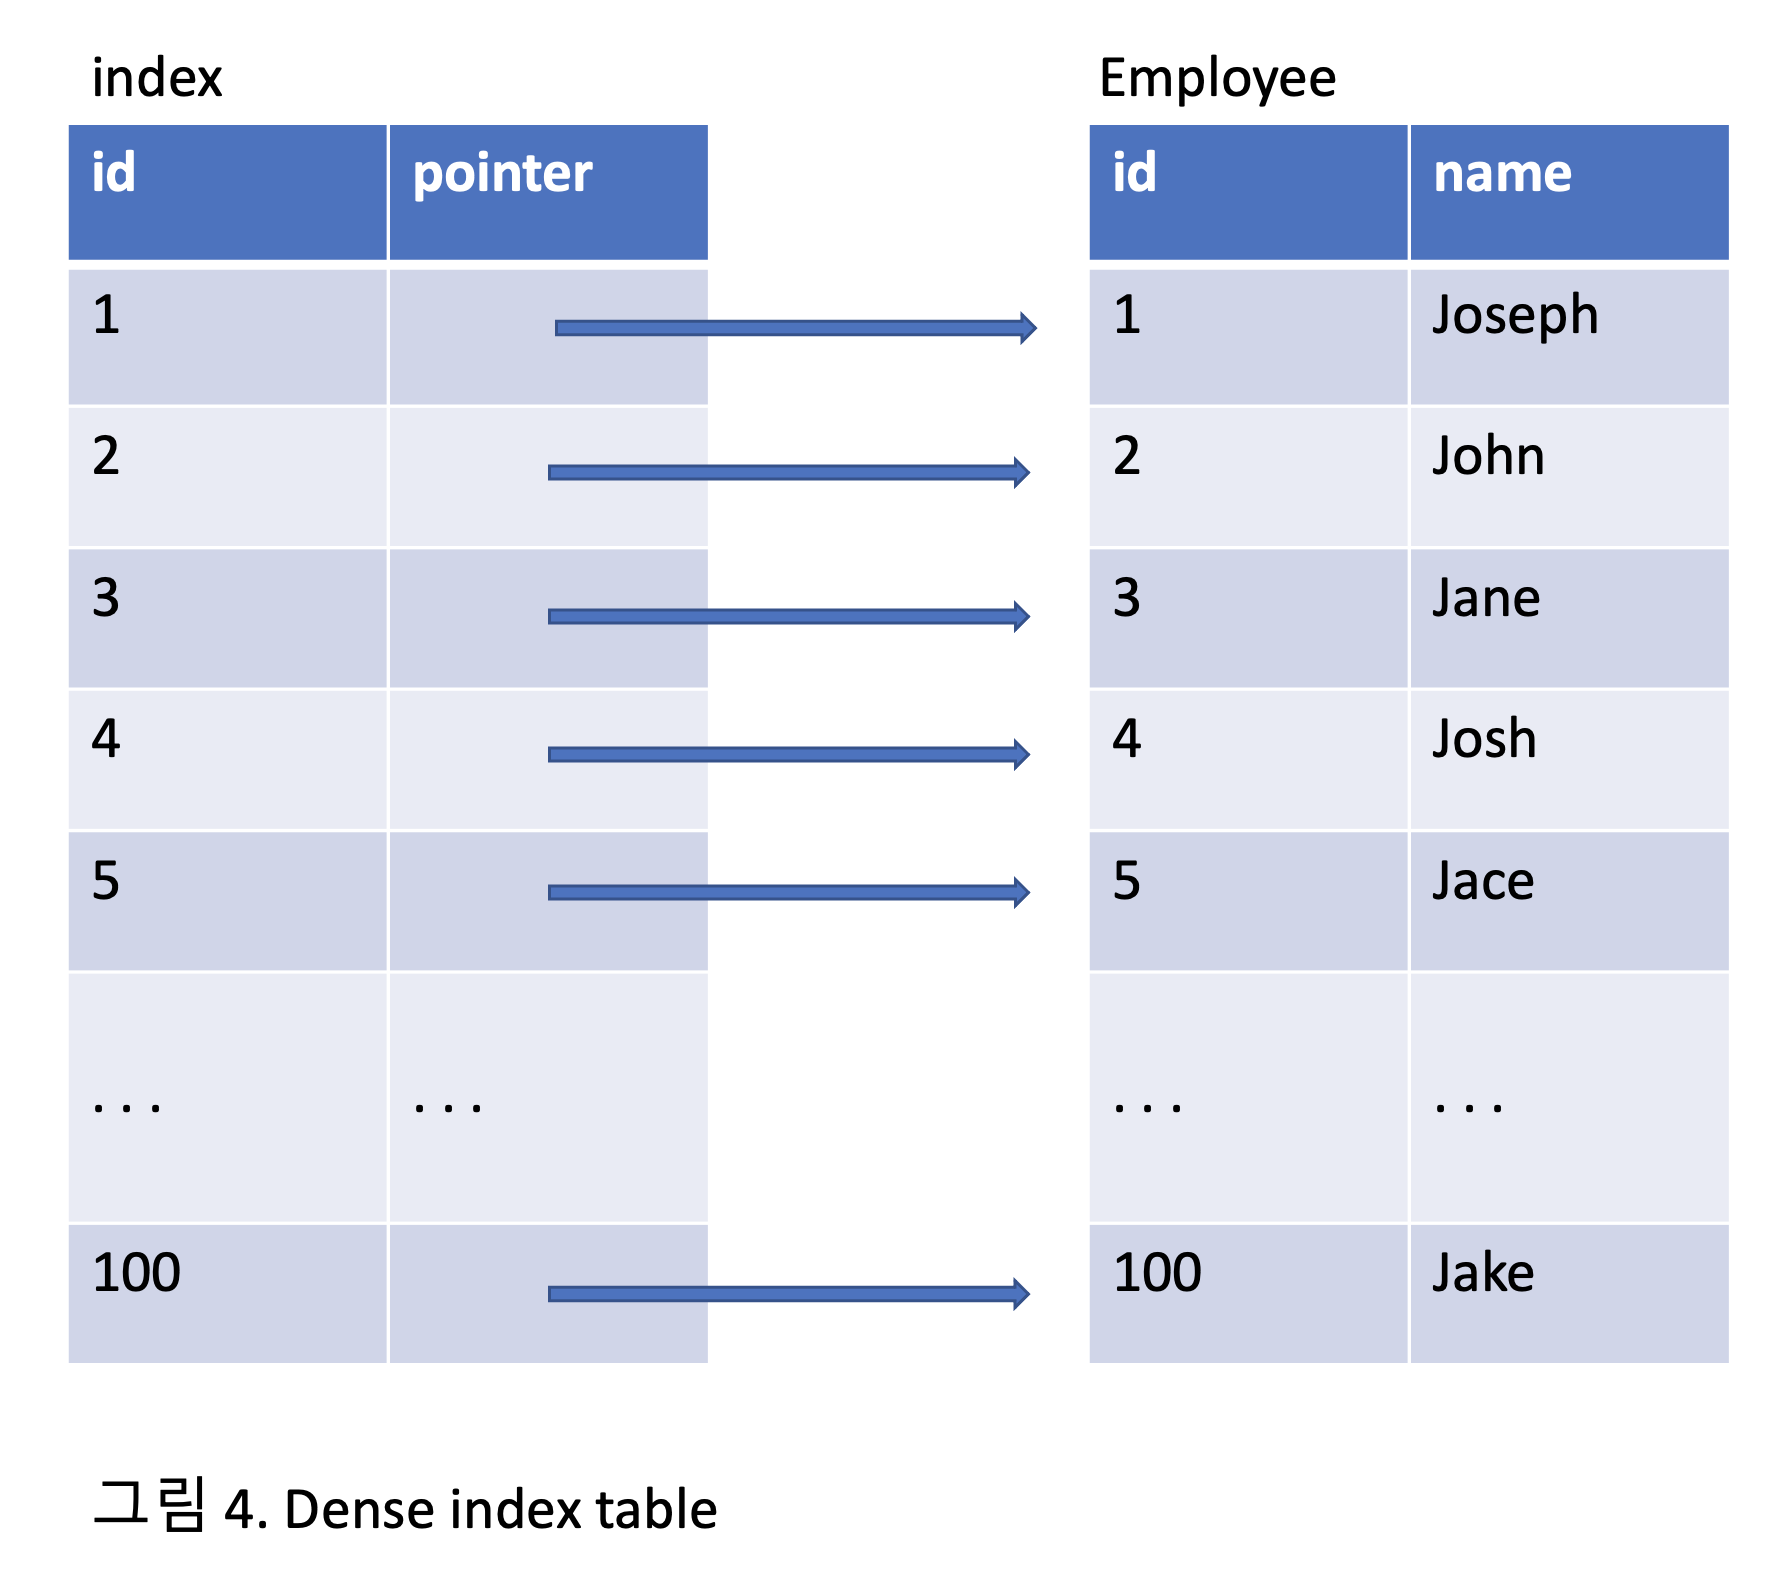 index
Employee
id pointer
id name
1
1 Joseph
2
2 John
3
3 Jane
4
4 Josh
5
5 Jace
. . . . . .
. . . . . .
100
100 Jake
그림 4. Dense index table